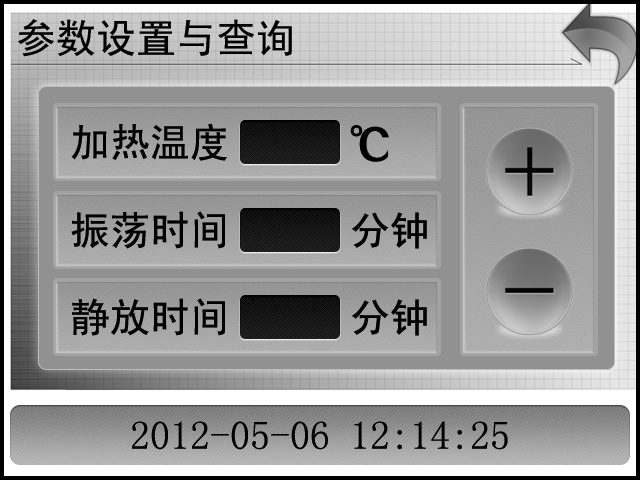 参数设置与查询
加热温度 ℃
振荡时间 分钟
静放时间 分钟
+
−
2012-05-06 12:14:25